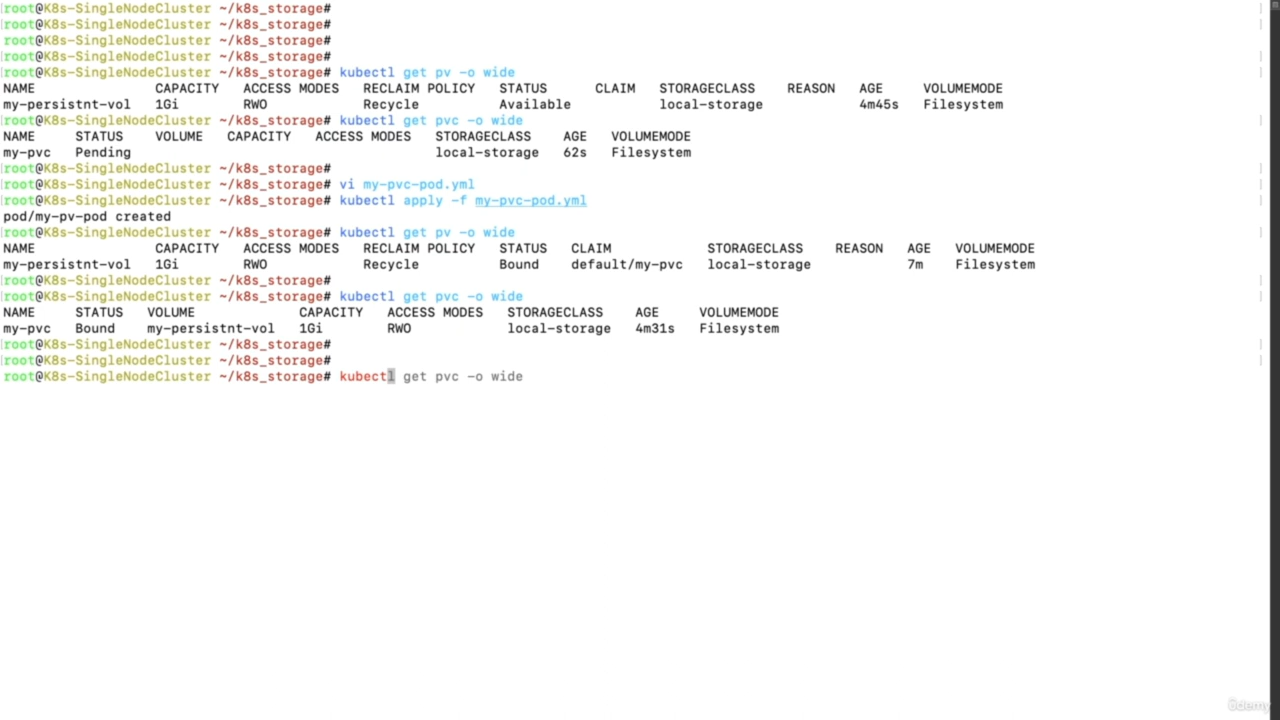 root@K8s-SingleNodeCluster ~/k8s_storage#
root@K8s-SingleNodeCluster ~/k8s_storage#
root@K8s-SingleNodeCluster ~/k8s_storage#
root@K8s-SingleNodeCluster ~/k8s_storage#
root@K8s-SingleNodeCluster ~/k8s_storage# kubectl get pv -o wide
NAME CAPACITY ACCESS MODES RECLAIM POLICY STATUS CLAIM STORAGECLASS REASON AGE VOLUMEMODE
my-persistnt-vol 1Gi RWO Recycle Available local-storage 4m45s Filesystem
root@K8s-SingleNodeCluster ~/k8s_storage# kubectl get pvc -o wide
NAME STATUS VOLUME CAPACITY ACCESS MODES STORAGECLASS AGE VOLUMEMODE
my-pvc Pending local-storage 62s Filesystem
root@K8s-SingleNodeCluster ~/k8s_storage#
root@K8s-SingleNodeCluster ~/k8s_storage# vi my-pvc-pod.yml
root@K8s-SingleNodeCluster ~/k8s_storage# kubectl apply -f my-pvc-pod.yml
pod/my-pv-pod created
root@K8s-SingleNodeCluster ~/k8s_storage# kubectl get pv -o wide
NAME CAPACITY ACCESS MODES RECLAIM POLICY STATUS CLAIM STORAGECLASS REASON AGE VOLUMEMODE
my-persistnt-vol 1Gi RWO Recycle Bound default/my-pvc local-storage 7m Filesystem
root@K8s-SingleNodeCluster ~/k8s_storage#
root@K8s-SingleNodeCluster ~/k8s_storage# kubectl get pvc -o wide
NAME STATUS VOLUME CAPACITY ACCESS MODES STORAGECLASS AGE VOLUMEMODE
my-pvc Bound my-persistnt-vol 1Gi RWO local-storage 4m31s Filesystem
root@K8s-SingleNodeCluster ~/k8s_storage#
root@K8s-SingleNodeCluster ~/k8s_storage#
root@K8s-SingleNodeCluster ~/k8s_storage# kubectl get pvc -o wide
ûdemy